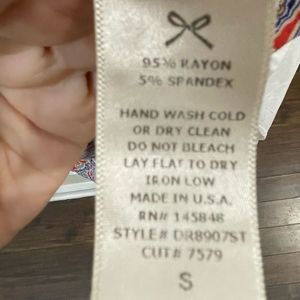 95% RAYON
5% SPANDEX
HAND WASH COLD
OR DRY CLEAN
DO NOT BLEACH
LAY FLAT TO DRY
IRON LOW
MADE IN U.S.A.
RN# 145848
STYLE# DR8907ST
CUT# 7579
S